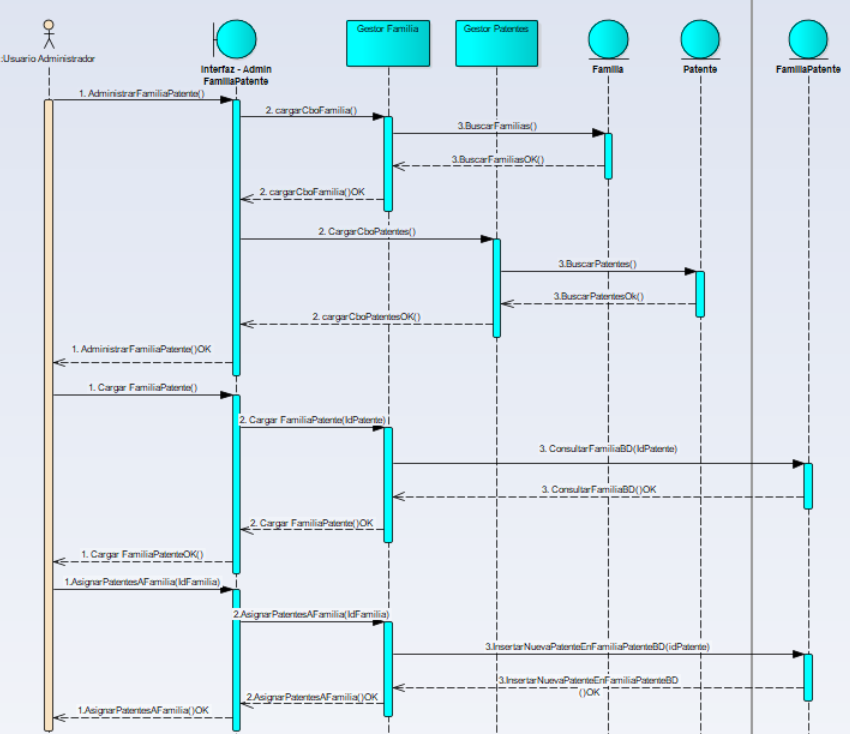 :Usuario Administrador
Interfaz - Admin
FamiliaPatente
Gestor Familia
Gestor Patentes
Familia
Patente
FamiliaPatente
1. AdministrarFamiliaPatente()
2. cargarCboFamilia()
3.BuscarFamilias()
3.BuscarFamiliasOK()
2. cargarCboFamilia()OK
2. CargarCboPatentes()
3.BuscarPatentes()
3.BuscarPatentesOk()
2. cargarCboPatentesOK()
1. AdministrarFamiliaPatente()OK
1. Cargar FamiliaPatente()
2. Cargar FamiliaPatente(IdPatente)
3. ConsultarFamiliaBD(IdPatente)
3. ConsultarFamiliaBD()OK
2. Cargar FamiliaPatente()OK
1. Cargar FamiliaPatenteOK()
1.AsignarPatentesAFamilia(IdFamilia)
2.AsignarPatentesAFamilia(IdFamilia)
3.InsertarNuevaPatenteEnFamiliaPatenteBD(idPatente)
3.InsertarNuevaPatenteEnFamiliaPatenteBD
()OK
2.AsignarPatentesAFamilia()OK
1.AsignarPatentesAFamilia()OK